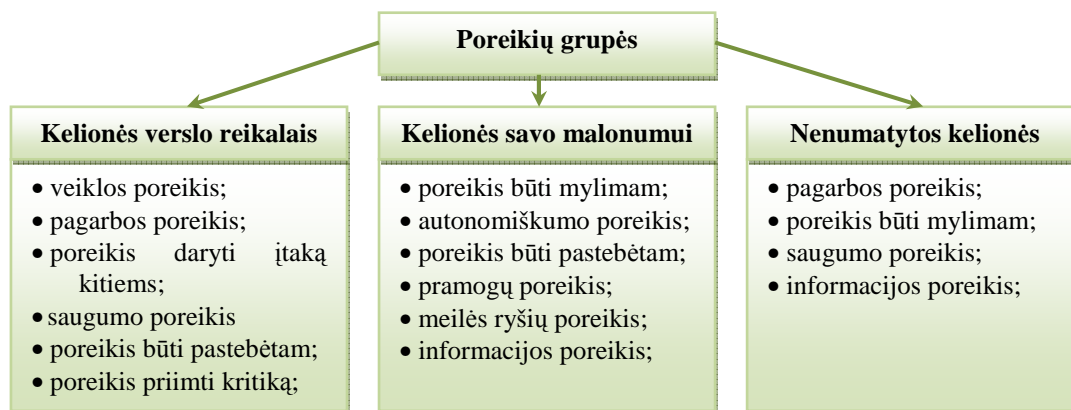 Poreikių grupės
Kelionės verslo reikalais
• veiklos poreikis;
• pagarbos poreikis;
• poreikis daryti įtaką
kitiems;
• saugumo poreikis
• poreikis būti pastebėtam;
• poreikis priimti kritiką;
Kelionės savo malonumui
• poreikis būti mylimam;
• autonomiškumo poreikis;
• poreikis būti pastebėtam;
• pramogų poreikis;
• meilės ryšių poreikis;
• informacijos poreikis;
Nenumatytos kelionės
• pagarbos poreikis;
• poreikis būti mylimam;
• saugumo poreikis;
• informacijos poreikis;